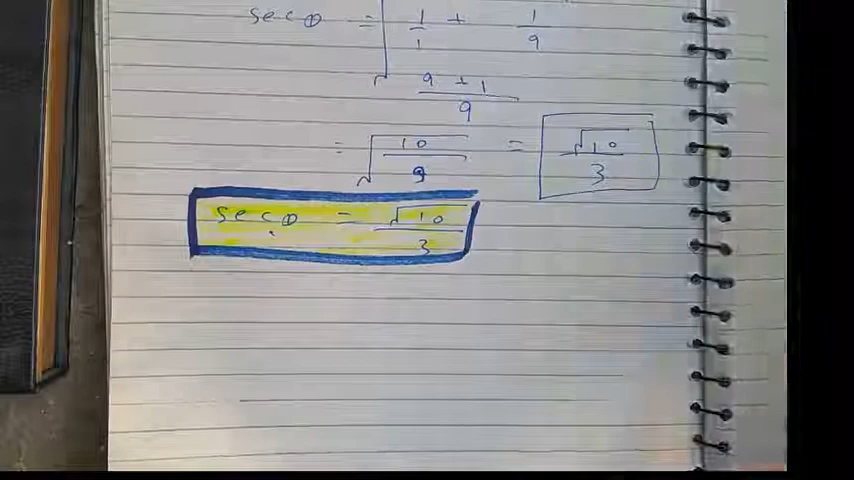 secθ = √1/1 + 1/9
9 + 1/9
= √10/9 = √10/3
secθ = √10/3